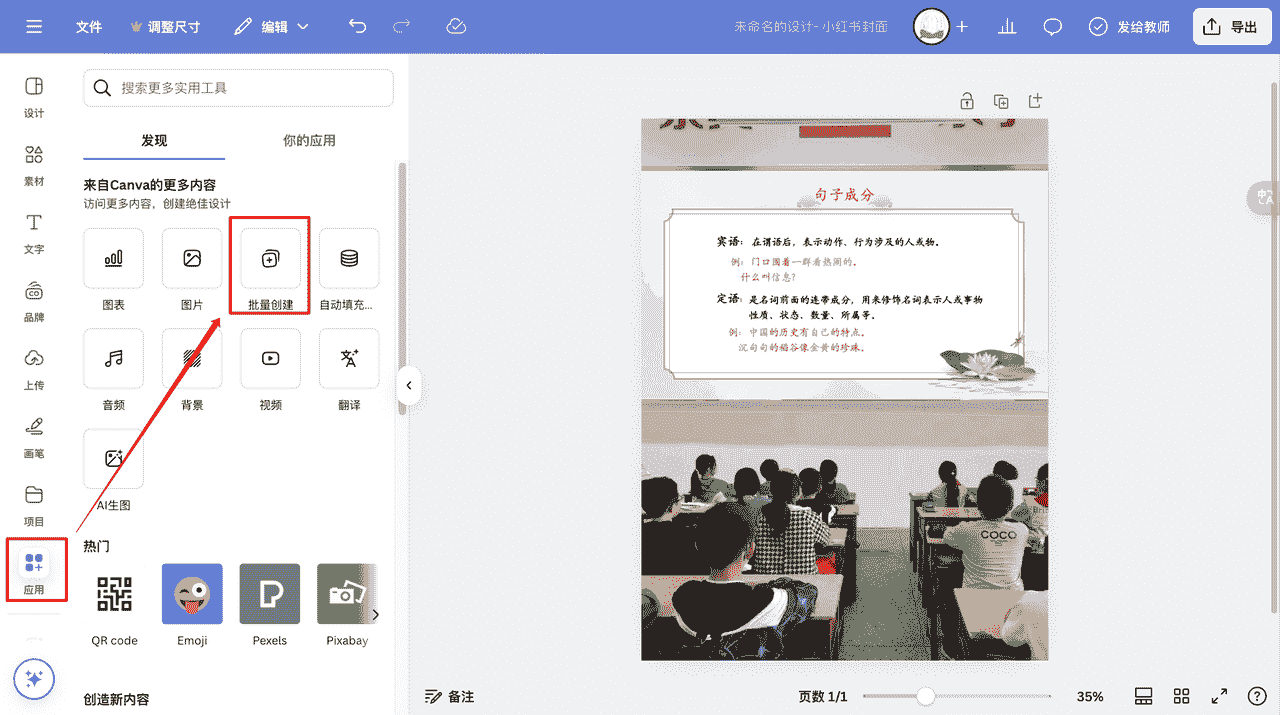 文件
调整尺寸
编辑
未命名的设计- 小红书封面
发给教师
导出
设计
素材
文字
品牌
上传
画笔
项目
应用
搜索更多实用工具
发现
你的应用
来自Canva的更多内容
访问更多内容，创建绝佳设计
图表
图片
批量创建
自动填充...
音频
背景
视频
翻译
AI生图
热门
QR code
Emoji
Pexels
Pixabay
创造新内容
句子成分
宾语：在谓语后，表示动作、行为涉及的人或物。
例：门口围着一群看热闹的。
什么叫信息?
定语：是名词前面的连带成分，用来修饰名词表示人或事物
性质、状态、数量、所属等。
例：中国的历史有自己的特点。
沉甸甸的稻谷像金黄的珍珠。
COCO
备注
页数 1/1
35%